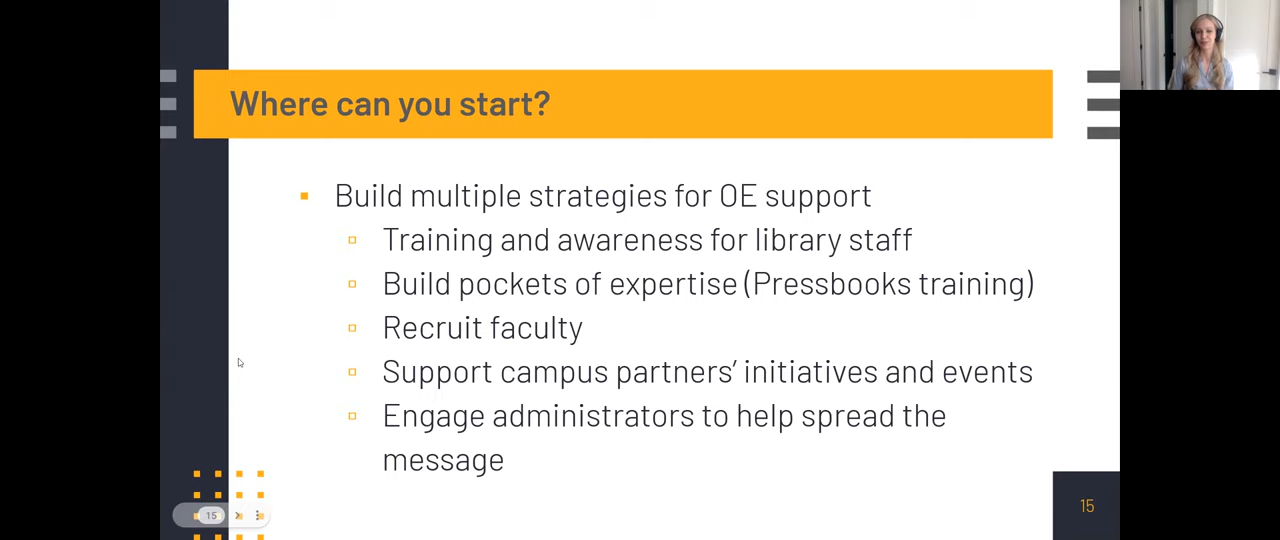 Where can you start?
Build multiple strategies for OE support
Training and awareness for library staff
Build pockets of expertise (Pressbooks training)
Recruit faculty
Support campus partners’ initiatives and events
Engage administrators to help spread the
message
15
15